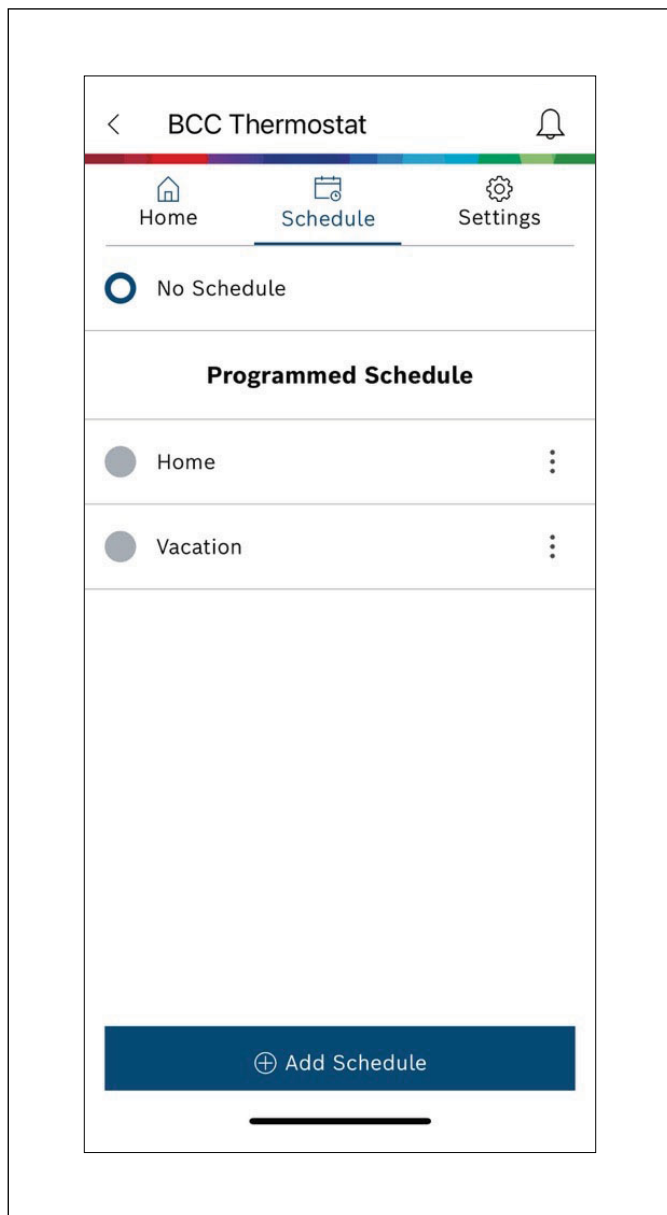 BCC Thermostat
Home Schedule Settings
No Schedule
Programmed Schedule
Home
Vacation
Add Schedule